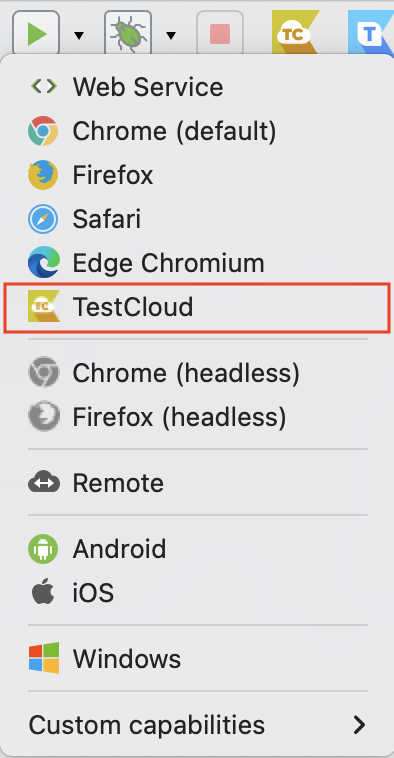 TC
T
Web Service
Chrome (default)
Firefox
Safari
Edge Chromium
TC
TestCloud
Chrome (headless)
Firefox (headless)
Remote
Android
iOS
Windows
Custom capabilities